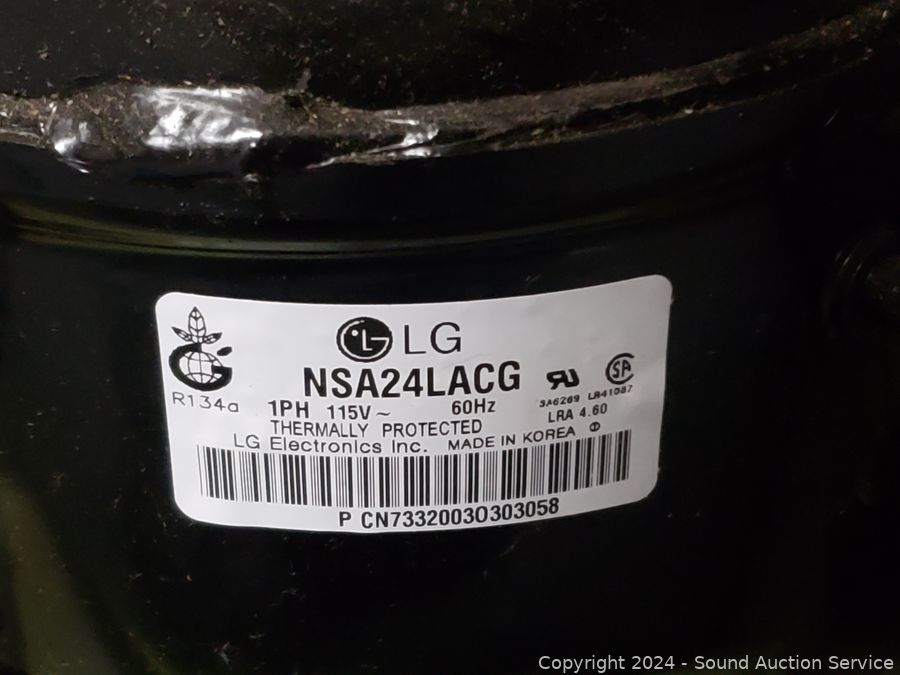 LG
NSA24LACG
R134a
1PH 115V~ 60Hz
3A6269 LR41087
LRA 4.60
THERMALLY PROTECTED
LG Electronics Inc. MADE IN KOREA
P CN7332003O303058
Copyright 2024 - Sound Auction Service